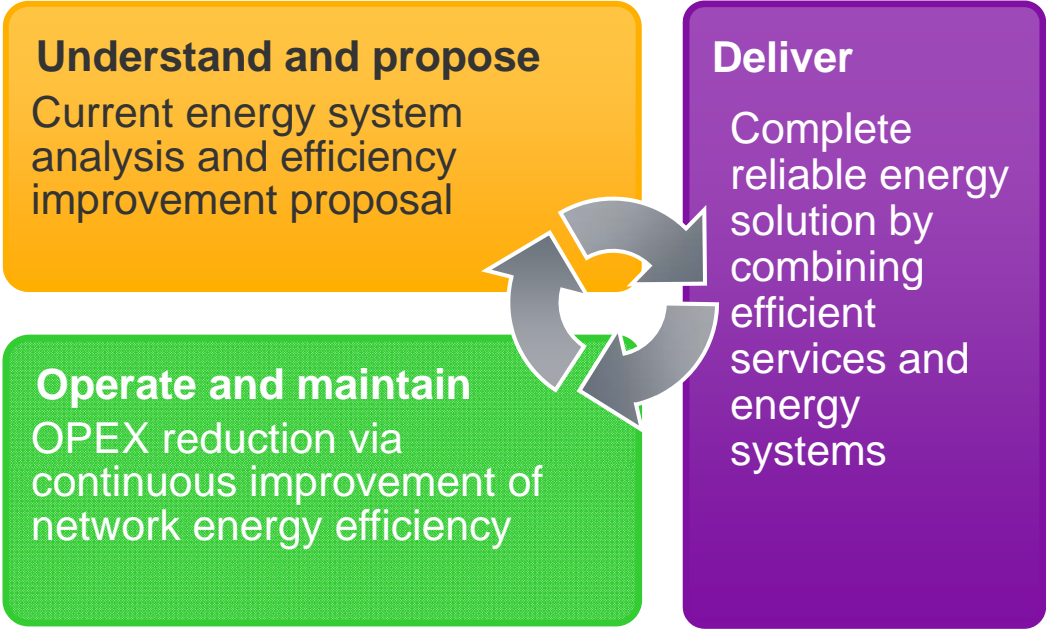 Understand and propose
Current energy system
analysis and efficiency
improvement proposal
Deliver
Complete
reliable energy
solution by
combining
efficient
services and
energy
systems
Operate and maintain
OPEX reduction via
continuous improvement of
network energy efficiency